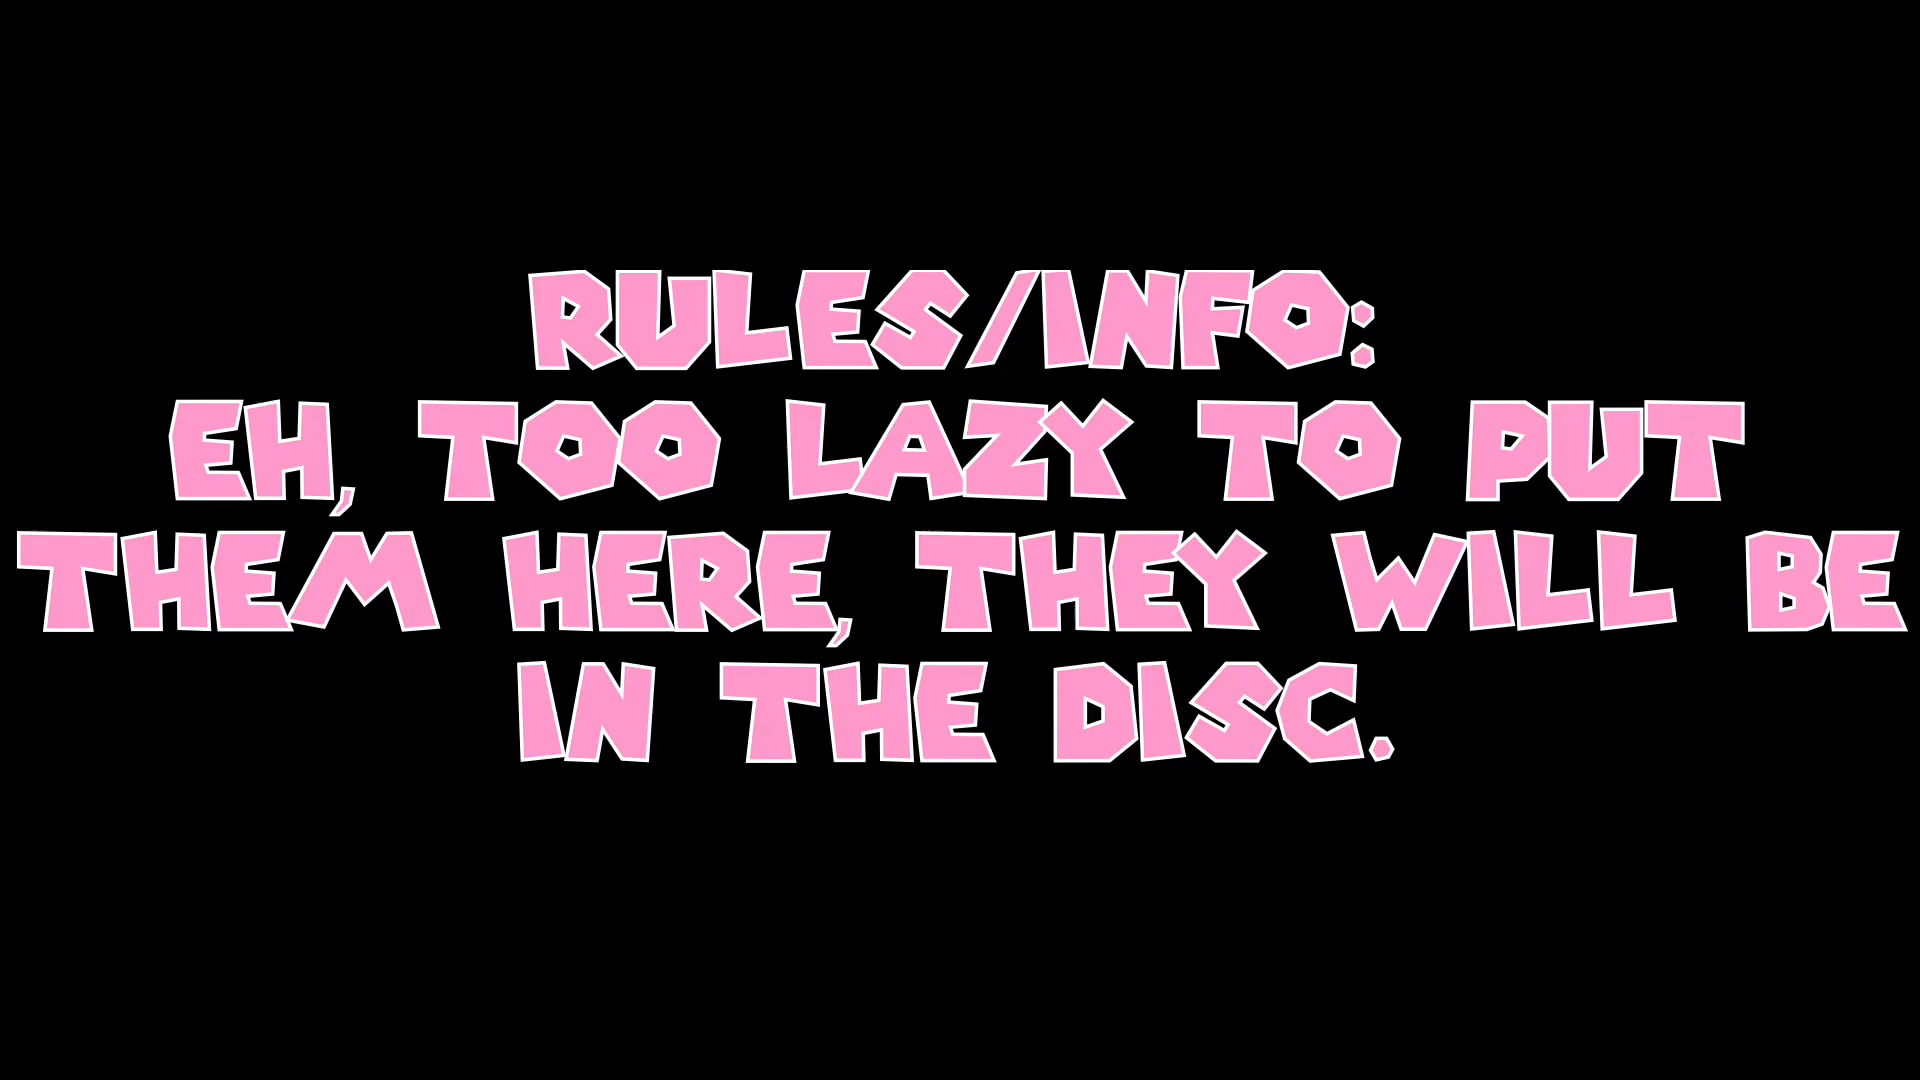 RULES/INFO:
EH, TOO LAZY TO PUT
THEM HERE, THEY WILL BE
IN THE DISC.